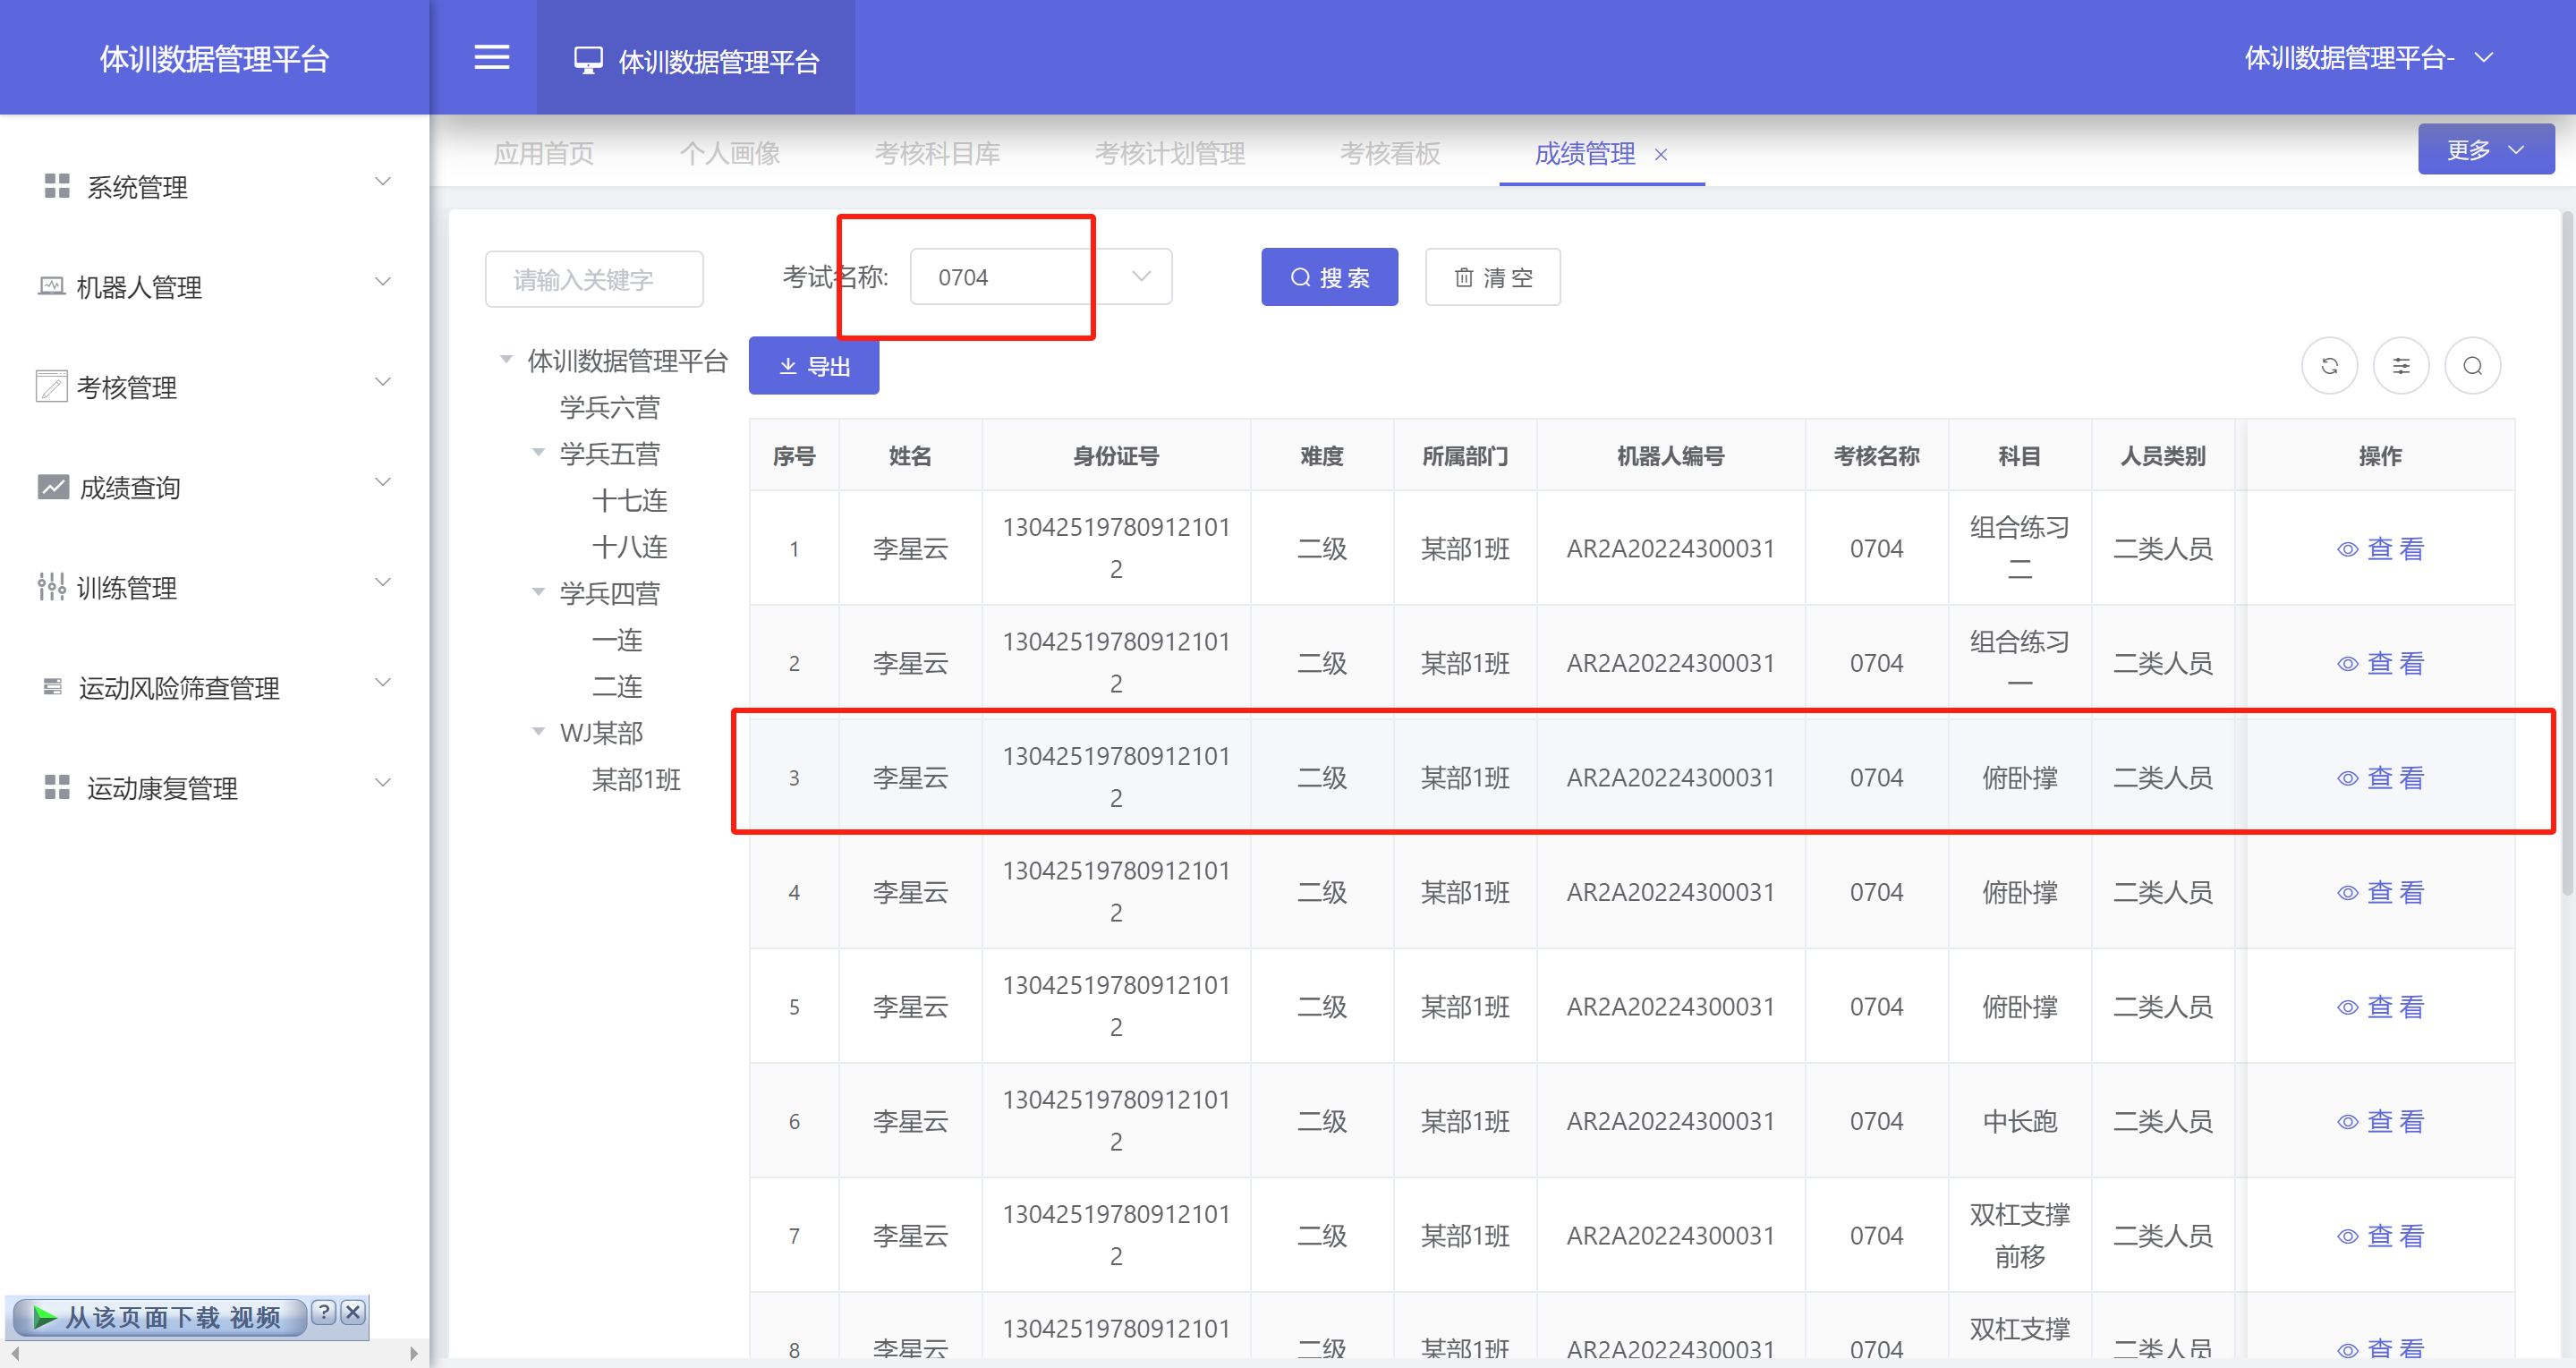 体训数据管理平台
体训数据管理平台
体训数据管理平台-
应用首页 个人画像 考核科目库 考核计划管理 考核看板 成绩管理 × 更多
系统管理
机器人管理
考核管理
成绩查询
训练管理
运动风险筛查管理
运动康复管理
请输入关键字
考试名称: 0704 搜 索 清 空
体训数据管理平台
学兵六营
学兵五营
十七连
十八连
学兵四营
一连
二连
WJ某部
某部1班
导出
序号 姓名 身份证号 难度 所属部门 机器人编号 考核名称 科目 人员类别 操作
1 李星云 13042519780912101
2 二级 某部1班 AR2A20224300031 0704 组合练习
二 二类人员 查 看
2 李星云 13042519780912101
2 二级 某部1班 AR2A20224300031 0704 组合练习
一 二类人员 查 看
3 李星云 13042519780912101
2 二级 某部1班 AR2A20224300031 0704 俯卧撑 二类人员 查 看
4 李星云 13042519780912101
2 二级 某部1班 AR2A20224300031 0704 俯卧撑 二类人员 查 看
5 李星云 13042519780912101
2 二级 某部1班 AR2A20224300031 0704 俯卧撑 二类人员 查 看
6 李星云 13042519780912101
2 二级 某部1班 AR2A20224300031 0704 中长跑 二类人员 查 看
7 李星云 13042519780912101
2 二级 某部1班 AR2A20224300031 0704 双杠支撑
前移 二类人员 查 看
8 李星云 13042519780912101
二级 某部1班 AR2A20224300031 0704 双杠支撑
二类人员 查 看
从该页面下载 视频 ? ×